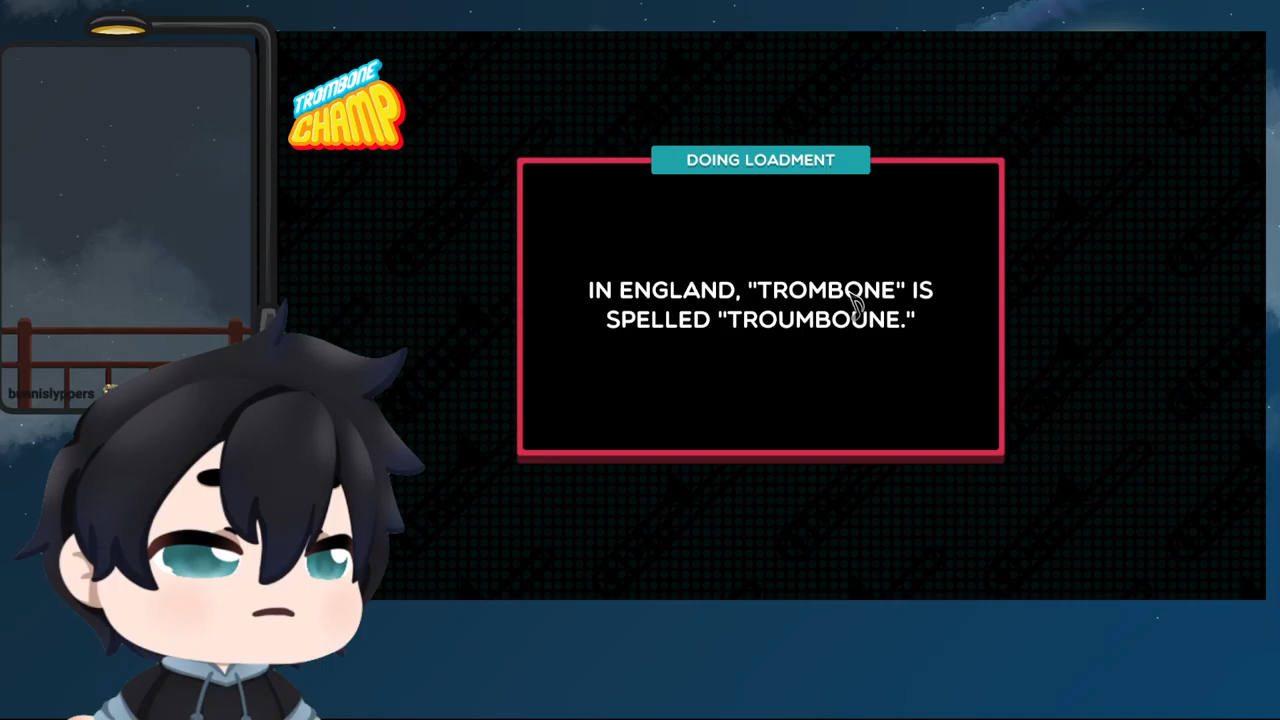 TROMBONE
CHAMP
DOING LOADMENT
IN ENGLAND, "TROMBONE" IS
SPELLED "TROUMBOUNE."